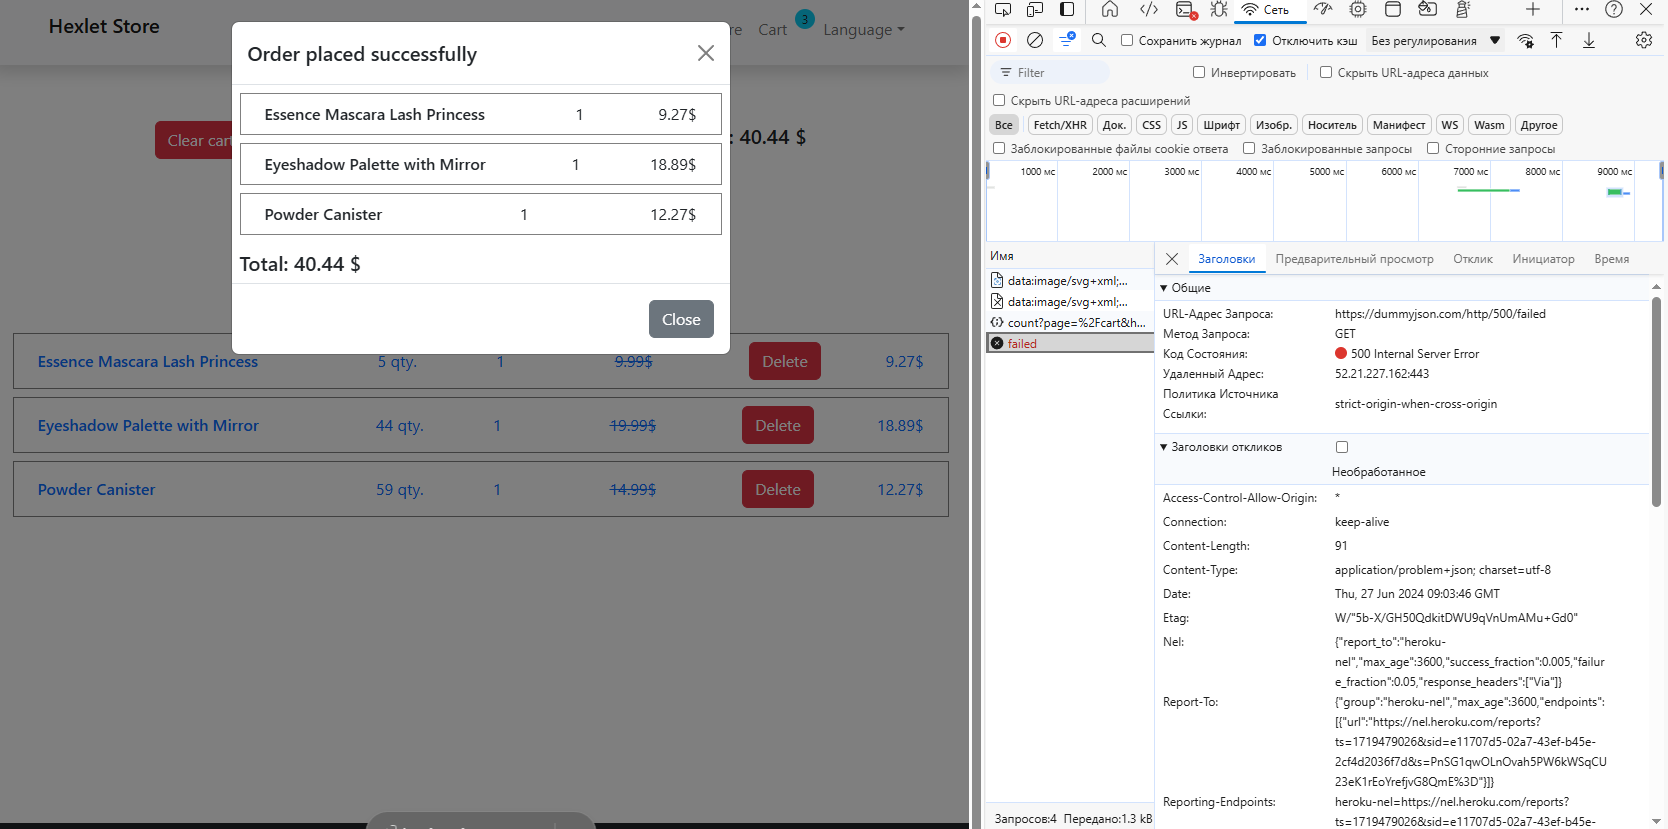 Hexlet Store
Cart
3
Language
Order placed successfully
Essence Mascara Lash Princess 1 9.27$
Eyeshadow Palette with Mirror 1 18.89$
Powder Canister 1 12.27$
Total: 40.44 $
Close
Clear cart
: 40.44 $
Essence Mascara Lash Princess 5 qty. 1 9.99$ Delete 9.27$
Eyeshadow Palette with Mirror 44 qty. 1 19.99$ Delete 18.89$
Powder Canister 59 qty. 1 14.99$ Delete 12.27$
Сеть
Сохранить журнал Отключить кэш Без регулирования
Filter Инвертировать Скрыть URL-адреса данных
Скрыть URL-адреса расширений
Все Fetch/XHR Док. CSS JS Шрифт Изобр. Носитель Манифест WS Wasm Другое
Заблокированные файлы cookie ответа Заблокированные запросы Сторонние запросы
1000 мс 2000 мс 3000 мс 4000 мс 5000 мс 6000 мс 7000 мс 8000 мс 9000 мс
Имя
data:image/svg+xml;...
data:image/svg+xml;...
count?page=%2Fcart&h...
failed
Заголовки Предварительный просмотр Отклик Инициатор Время
Общие
URL-Адрес Запроса: https://dummyjson.com/http/500/failed
Метод Запроса: GET
Код Состояния: 500 Internal Server Error
Удаленный Адрес: 52.21.227.162:443
Политика Источника
Ссылки: strict-origin-when-cross-origin
Заголовки откликов
Необработанное
Access-Control-Allow-Origin: *
Connection: keep-alive
Content-Length: 91
Content-Type: application/problem+json; charset=utf-8
Date: Thu, 27 Jun 2024 09:03:46 GMT
Etag: W/"5b-X/GH50QdkitDWU9qVnUmAMu+Gd0"
Nel: {"report_to":"heroku-
nel","max_age":3600,"success_fraction":0.005,"failur
e_fraction":0.05,"response_headers":["Via"]}
Report-To: {"group":"heroku-nel","max_age":3600,"endpoints":
[{"url":"https://nel.heroku.com/reports?
ts=1719479026&sid=e11707d5-02a7-43ef-b45e-
2cf4d2036f7d&s=PnSG1qwOLnOvah5PW6kWSqCU
23eK1rEoYrefjvG8QmE%3D"}]}
Reporting-Endpoints: heroku-nel=https://nel.heroku.com/reports?
ts=1719479026&sid=e11707d5-02a7-43ef-b45e-
Запросов:4 Передано:1.3 kB